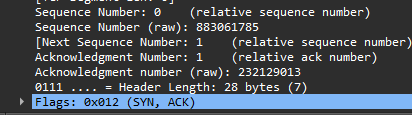 Sequence Number: 0    (relative sequence number)
Sequence Number (raw): 883061785
[Next Sequence Number: 1    (relative sequence number)
Acknowledgment Number: 1    (relative ack number)
Acknowledgment number (raw): 232129013
0111 .... = Header Length: 28 bytes (7)
Flags: 0x012 (SYN, ACK)